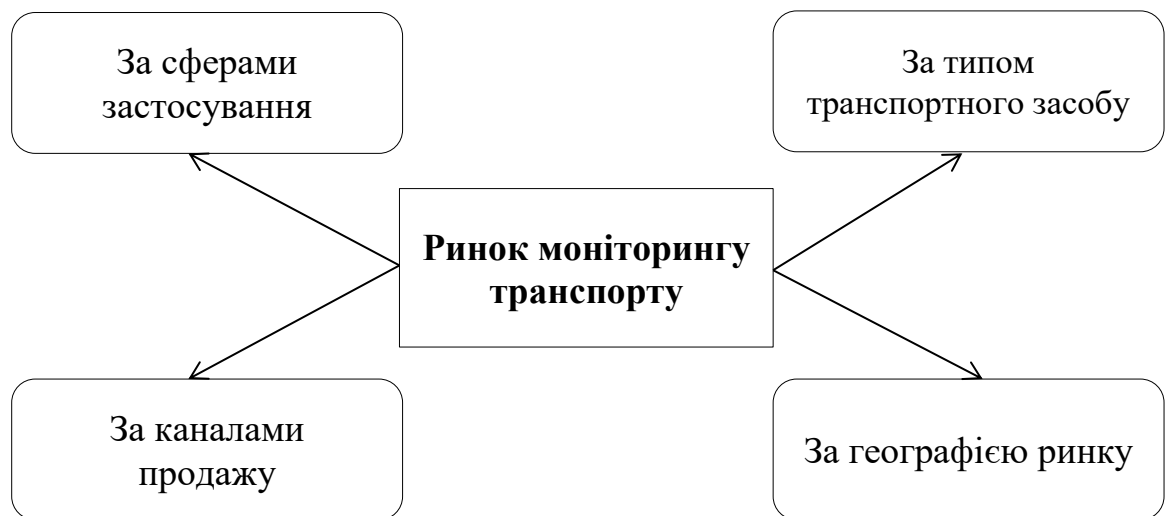 За сферами
застосування
За типом
транспортного засобу
Ринок моніторингу
транспорту
За каналами
продажу
За географією ринку